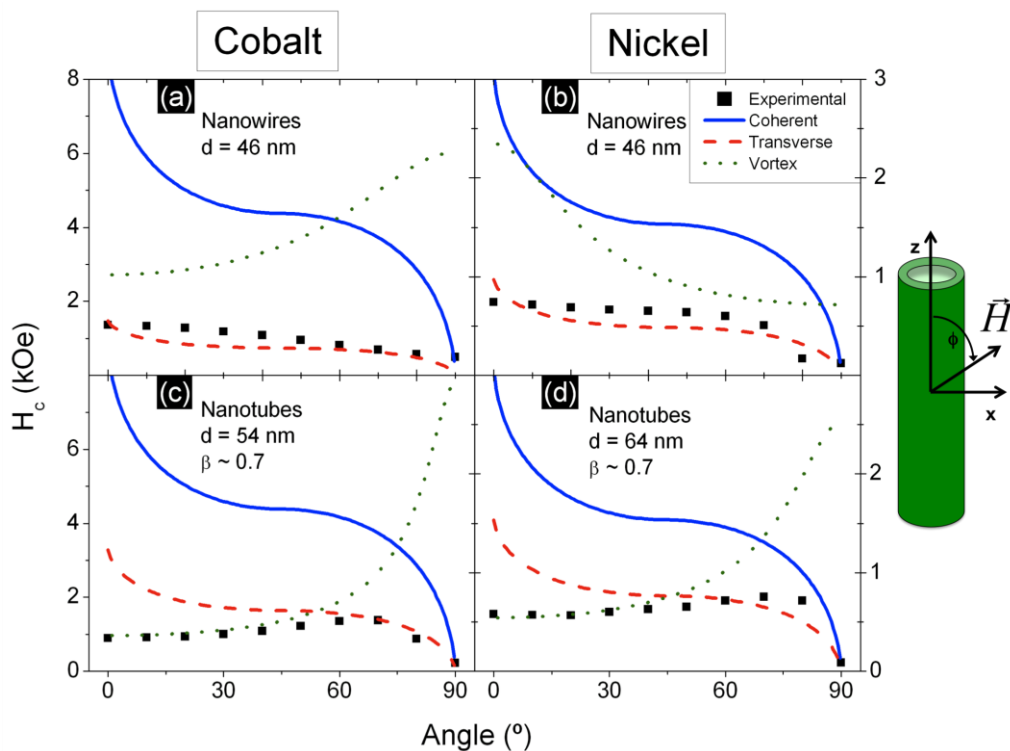 Cobalt
Nickel
(a)
Nanowires
d = 46 nm
(b)
Nanowires
d = 46 nm
Experimental
Coherent
Transverse
Vortex
8
6
4
2
3
2
1
(c)
Nanotubes
d = 54 nm
β ~ 0.7
(d)
Nanotubes
d = 64 nm
β ~ 0.7
6
4
2
0
2
1
0
0 30 60 90
0 30 60 90
H_c (kOe)
Angle (º)
z
H
ϕ
x